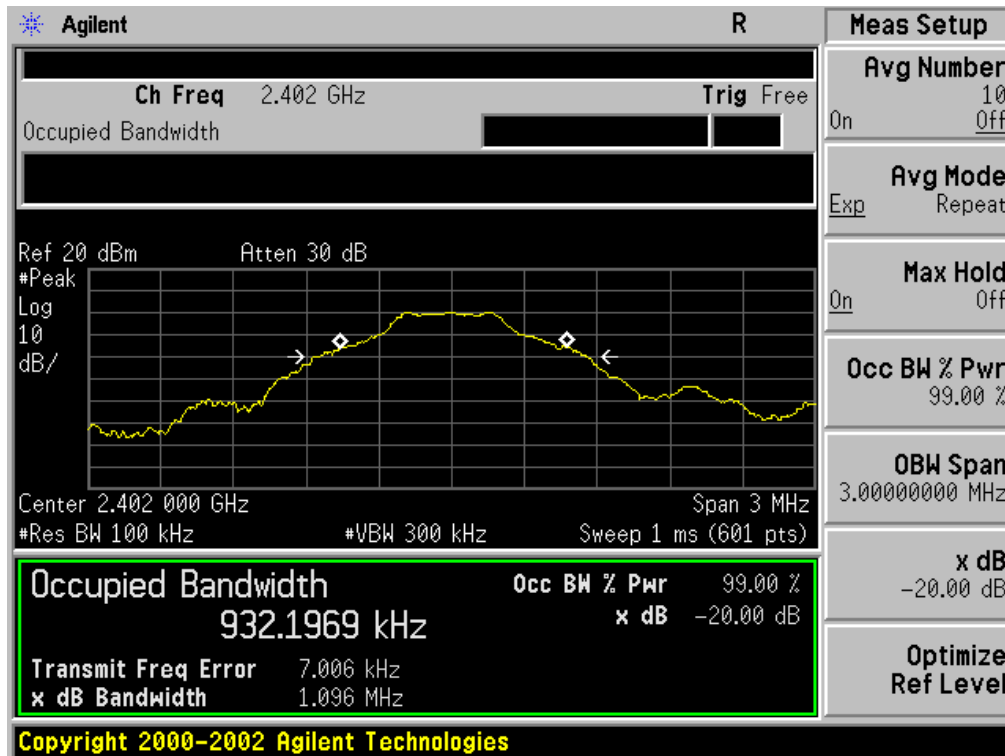 Agilent R
Ch Freq 2.402 GHz Trig Free
Occupied Bandwidth
Ref 20 dBm Atten 30 dB
#Peak
Log
10
dB/
Center 2.402 000 GHz Span 3 MHz
#Res BW 100 kHz #VBW 300 kHz Sweep 1 ms (601 pts)
Occupied Bandwidth
932.1969 kHz
Occ BW % Pwr 99.00 %
x dB -20.00 dB
Transmit Freq Error 7.006 kHz
x dB Bandwidth 1.096 MHz
Copyright 2000-2002 Agilent Technologies
Meas Setup
Avg Number
10
On Off
Avg Mode
Exp Repeat
Max Hold
On Off
Occ BW % Pwr
99.00 %
OBW Span
3.00000000 MHz
x dB
-20.00 dB
Optimize
Ref Level